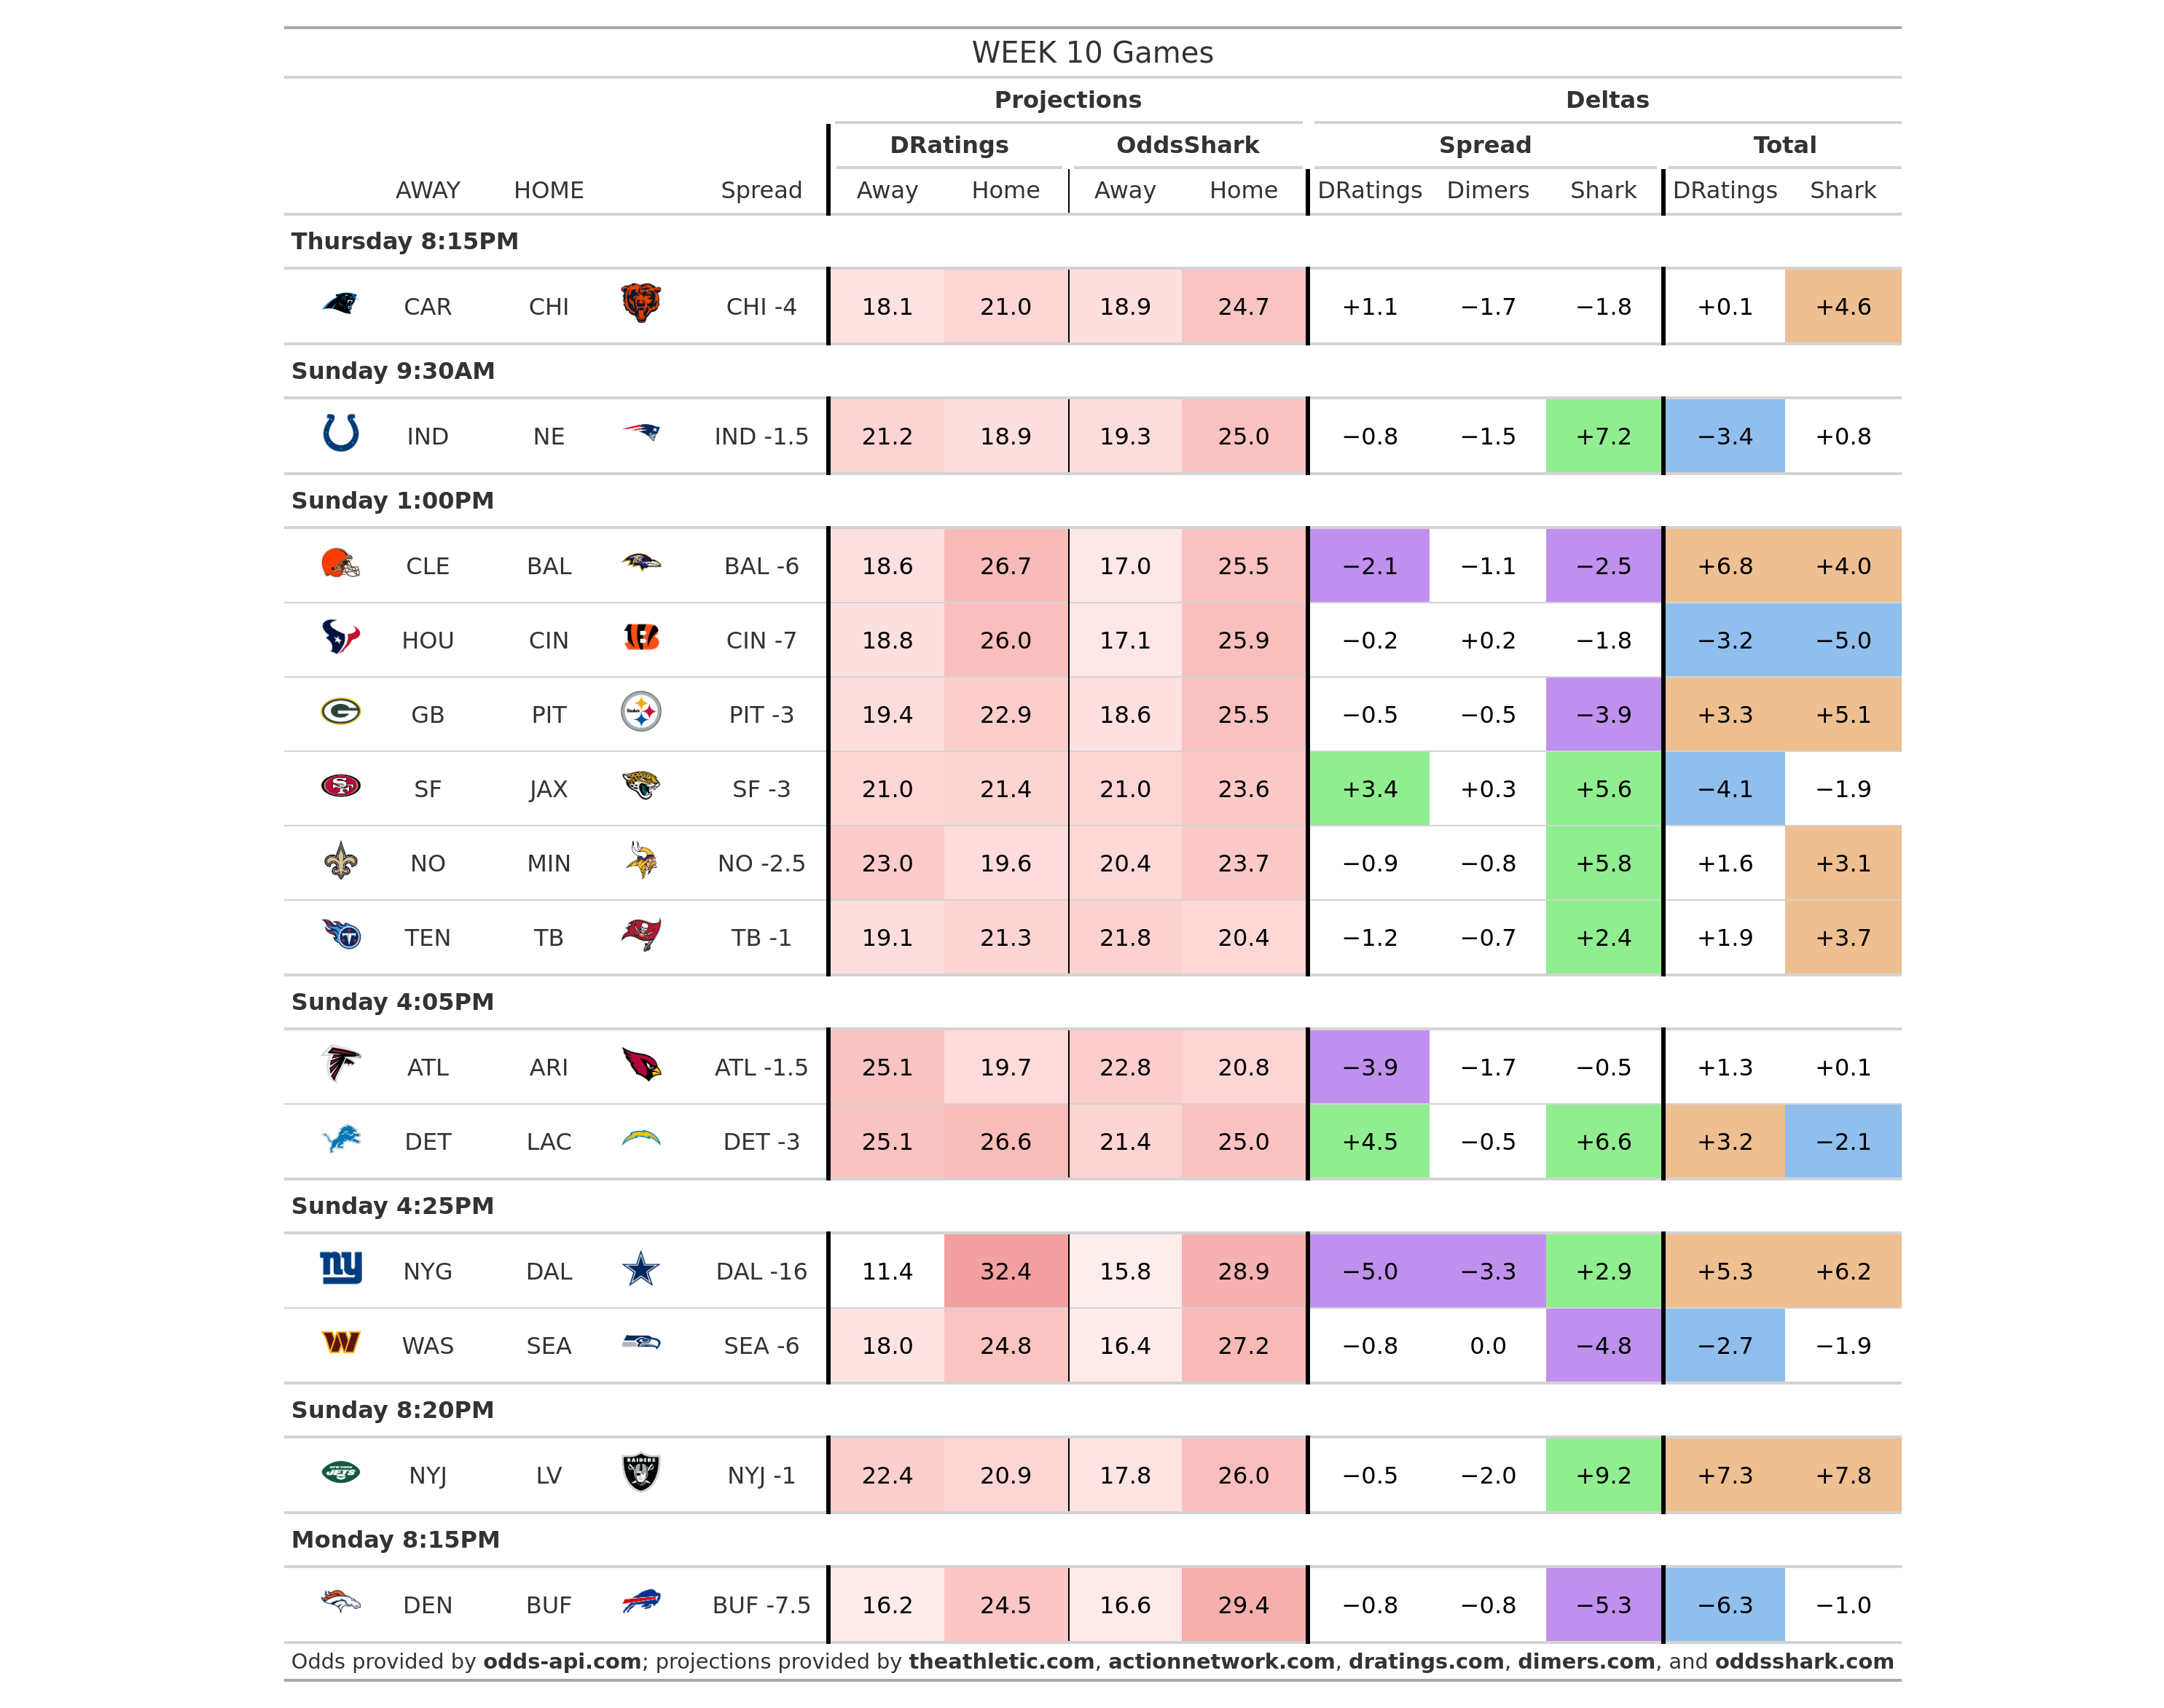 WEEK 10 Games
Projections Deltas
DRatings OddsShark Spread Total
AWAY HOME Spread Away Home Away Home DRatings Dimers Shark DRatings Shark
Thursday 8:15PM
CAR CHI CHI -4 18.1 21.0 18.9 24.7 +1.1 −1.7 −1.8 +0.1 +4.6
Sunday 9:30AM
IND NE IND -1.5 21.2 18.9 19.3 25.0 −0.8 −1.5 +7.2 −3.4 +0.8
Sunday 1:00PM
CLE BAL BAL -6 18.6 26.7 17.0 25.5 −2.1 −1.1 −2.5 +6.8 +4.0
HOU CIN CIN -7 18.8 26.0 17.1 25.9 −0.2 +0.2 −1.8 −3.2 −5.0
GB PIT PIT -3 19.4 22.9 18.6 25.5 −0.5 −0.5 −3.9 +3.3 +5.1
SF JAX SF -3 21.0 21.4 21.0 23.6 +3.4 +0.3 +5.6 −4.1 −1.9
NO MIN NO -2.5 23.0 19.6 20.4 23.7 −0.9 −0.8 +5.8 +1.6 +3.1
TEN TB TB -1 19.1 21.3 21.8 20.4 −1.2 −0.7 +2.4 +1.9 +3.7
Sunday 4:05PM
ATL ARI ATL -1.5 25.1 19.7 22.8 20.8 −3.9 −1.7 −0.5 +1.3 +0.1
DET LAC DET -3 25.1 26.6 21.4 25.0 +4.5 −0.5 +6.6 +3.2 −2.1
Sunday 4:25PM
ny NYG DAL DAL -16 11.4 32.4 15.8 28.9 −5.0 −3.3 +2.9 +5.3 +6.2
W WAS SEA SEA -6 18.0 24.8 16.4 27.2 −0.8 0.0 −4.8 −2.7 −1.9
Sunday 8:20PM
JETS NYJ LV RAIDERS NYJ -1 22.4 20.9 17.8 26.0 −0.5 −2.0 +9.2 +7.3 +7.8
Monday 8:15PM
DEN BUF BUF -7.5 16.2 24.5 16.6 29.4 −0.8 −0.8 −5.3 −6.3 −1.0
Odds provided by odds-api.com; projections provided by theathletic.com, actionnetwork.com, dratings.com, dimers.com, and oddsshark.com